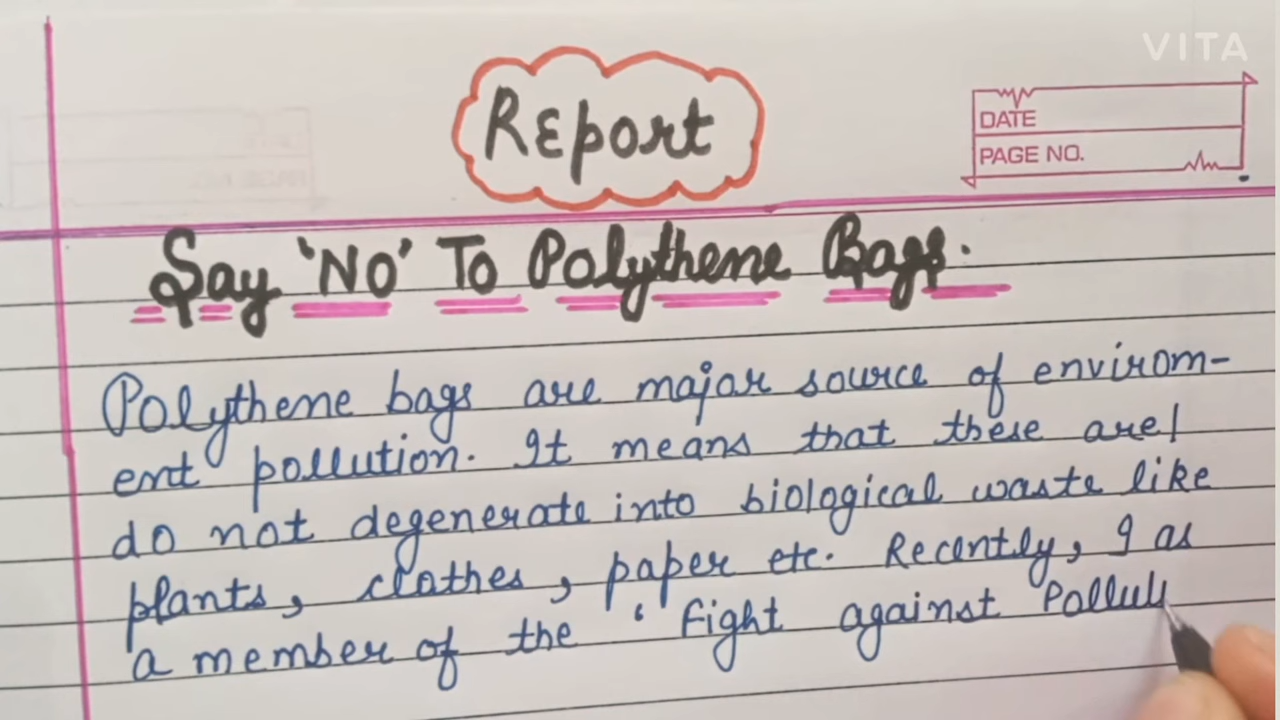 VITA
Report
DATE
PAGE NO.
Say 'NO' To Polythene Bags.
Polythene bags are major source of envirom-
ent pollution. It means that these are/
do not degenerate into biological waste like
plants, clothes, paper etc. Recently, I as
a member of the ' Fight against Pollut